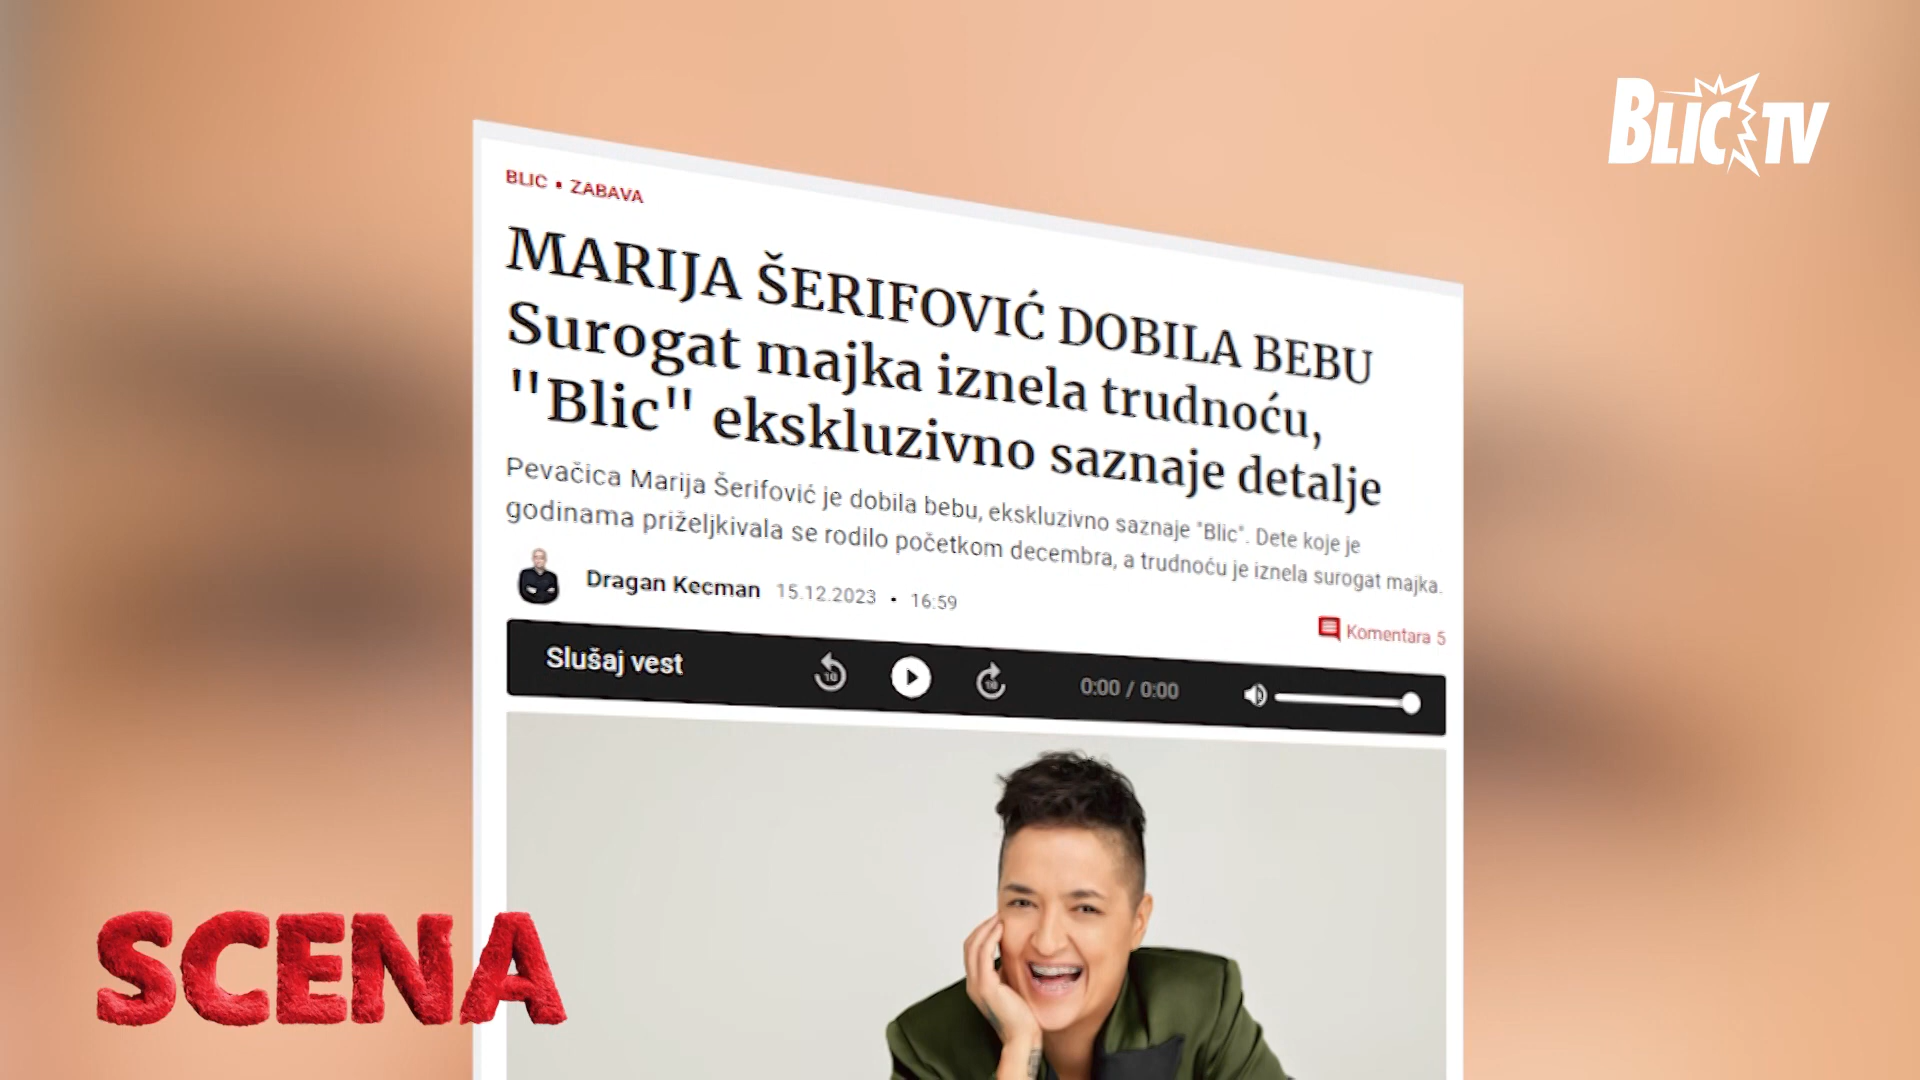 BLIC TV
BLIC • ZABAVA
MARIJA ŠERIFOVIĆ DOBILA BEBU
Surogat majka iznela trudnoću,
"Blic" ekskluzivno saznaje detalje
Pevačica Marija Šerifović je dobila bebu, ekskluzivno saznaje "Blic". Dete koje je
godinama priželjkivala se rodilo početkom decembra, a trudnoću je iznela surogat majka.
Dragan Kecman 15.12.2023 • 16:59
Komentara 5
Slušaj vest 10 10 0:00 / 0:00
SCENA